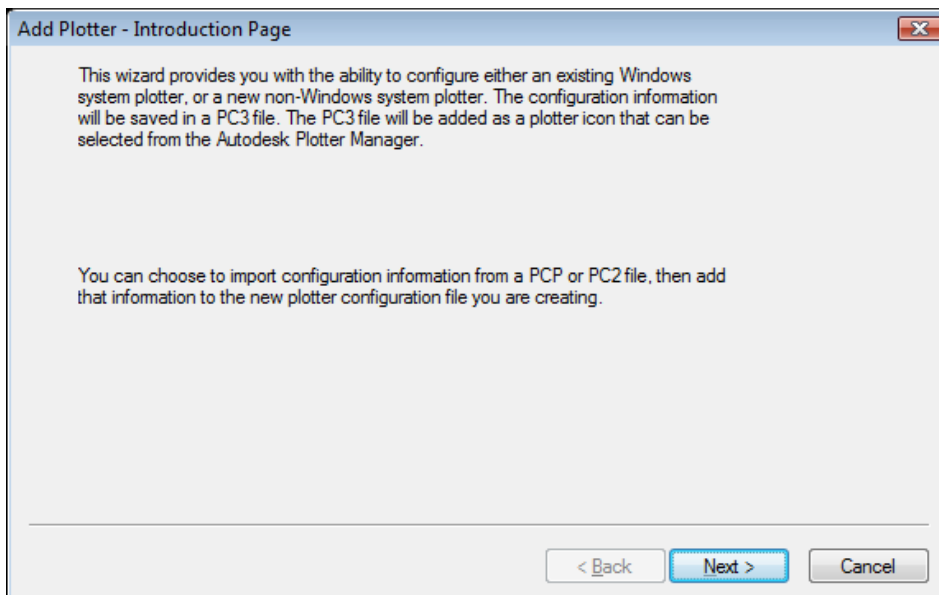 Add Plotter - Introduction Page
This wizard provides you with the ability to configure either an existing Windows
system plotter, or a new non-Windows system plotter. The configuration information
will be saved in a PC3 file. The PC3 file will be added as a plotter icon that can be
selected from the Autodesk Plotter Manager.
You can choose to import configuration information from a PCP or PC2 file, then add
that information to the new plotter configuration file you are creating.
< Back Next > Cancel